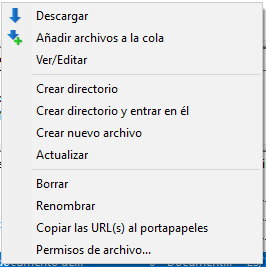 Descargar
Añadir archivos a la cola
Ver/Editar
Crear directorio
Crear directorio y entrar en él
Crear nuevo archivo
Actualizar
Borrar
Renombrar
Copiar las URL(s) al portapapeles
Permisos de archivo...